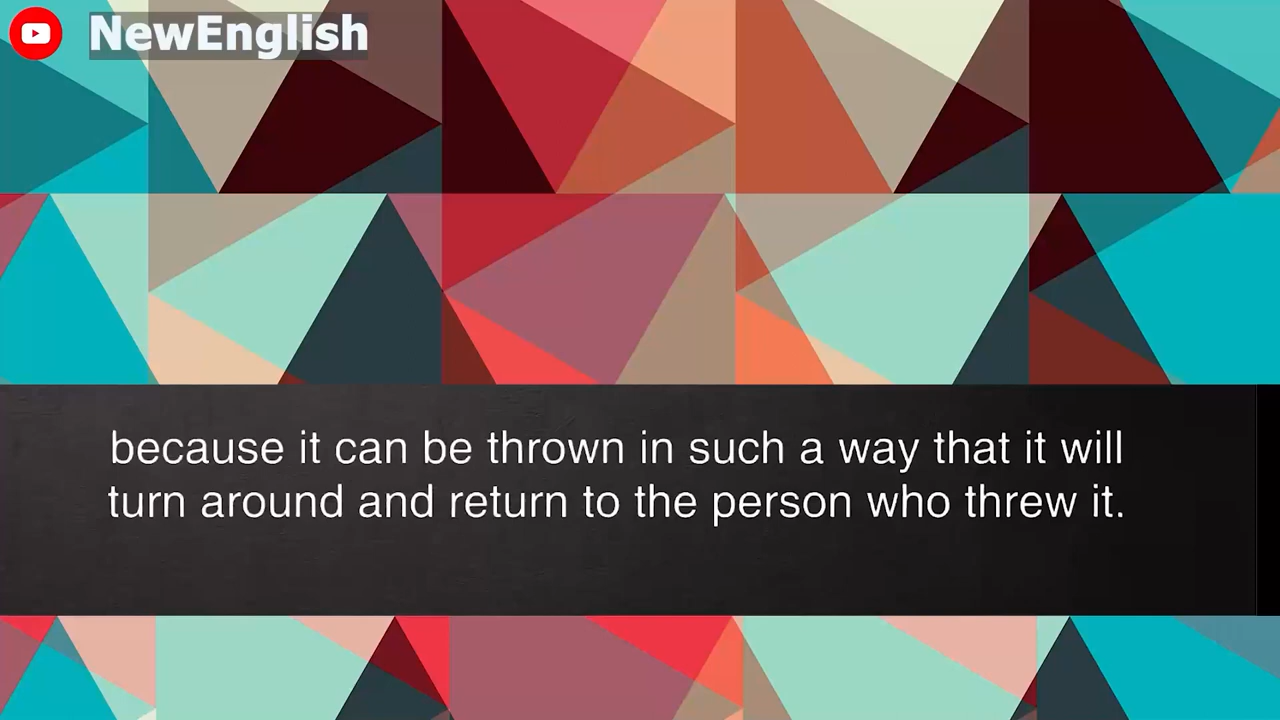 NewEnglish
because it can be thrown in such a way that it will
turn around and return to the person who threw it.